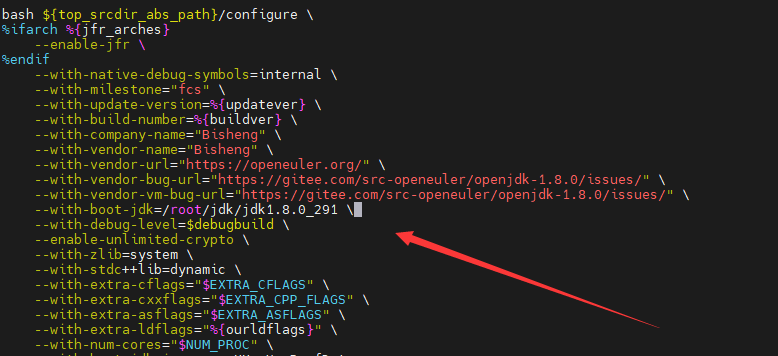 bash ${top_srcdir_abs_path}/configure \
%ifarch %{jfr_arches}
--enable-jfr \
%endif
--with-native-debug-symbols=internal \
--with-milestone="fcs" \
--with-update-version=%{updatever} \
--with-build-number=%{buildver} \
--with-company-name="Bisheng" \
--with-vendor-name="Bisheng" \
--with-vendor-url="https://openeuler.org/" \
--with-vendor-bug-url="https://gitee.com/src-openeuler/openjdk-1.8.0/issues/" \
--with-vendor-vm-bug-url="https://gitee.com/src-openeuler/openjdk-1.8.0/issues/" \
--with-boot-jdk=/root/jdk/jdk1.8.0_291 \
--with-debug-level=$debugbuild \
--enable-unlimited-crypto \
--with-zlib=system \
--with-stdc++lib=dynamic \
--with-extra-cflags="$EXTRA_CFLAGS" \
--with-extra-cxxflags="$EXTRA_CPP_FLAGS" \
--with-extra-asflags="$EXTRA_ASFLAGS" \
--with-extra-ldflags="%{ourldflags}" \
--with-num-cores="$NUM_PROC" \